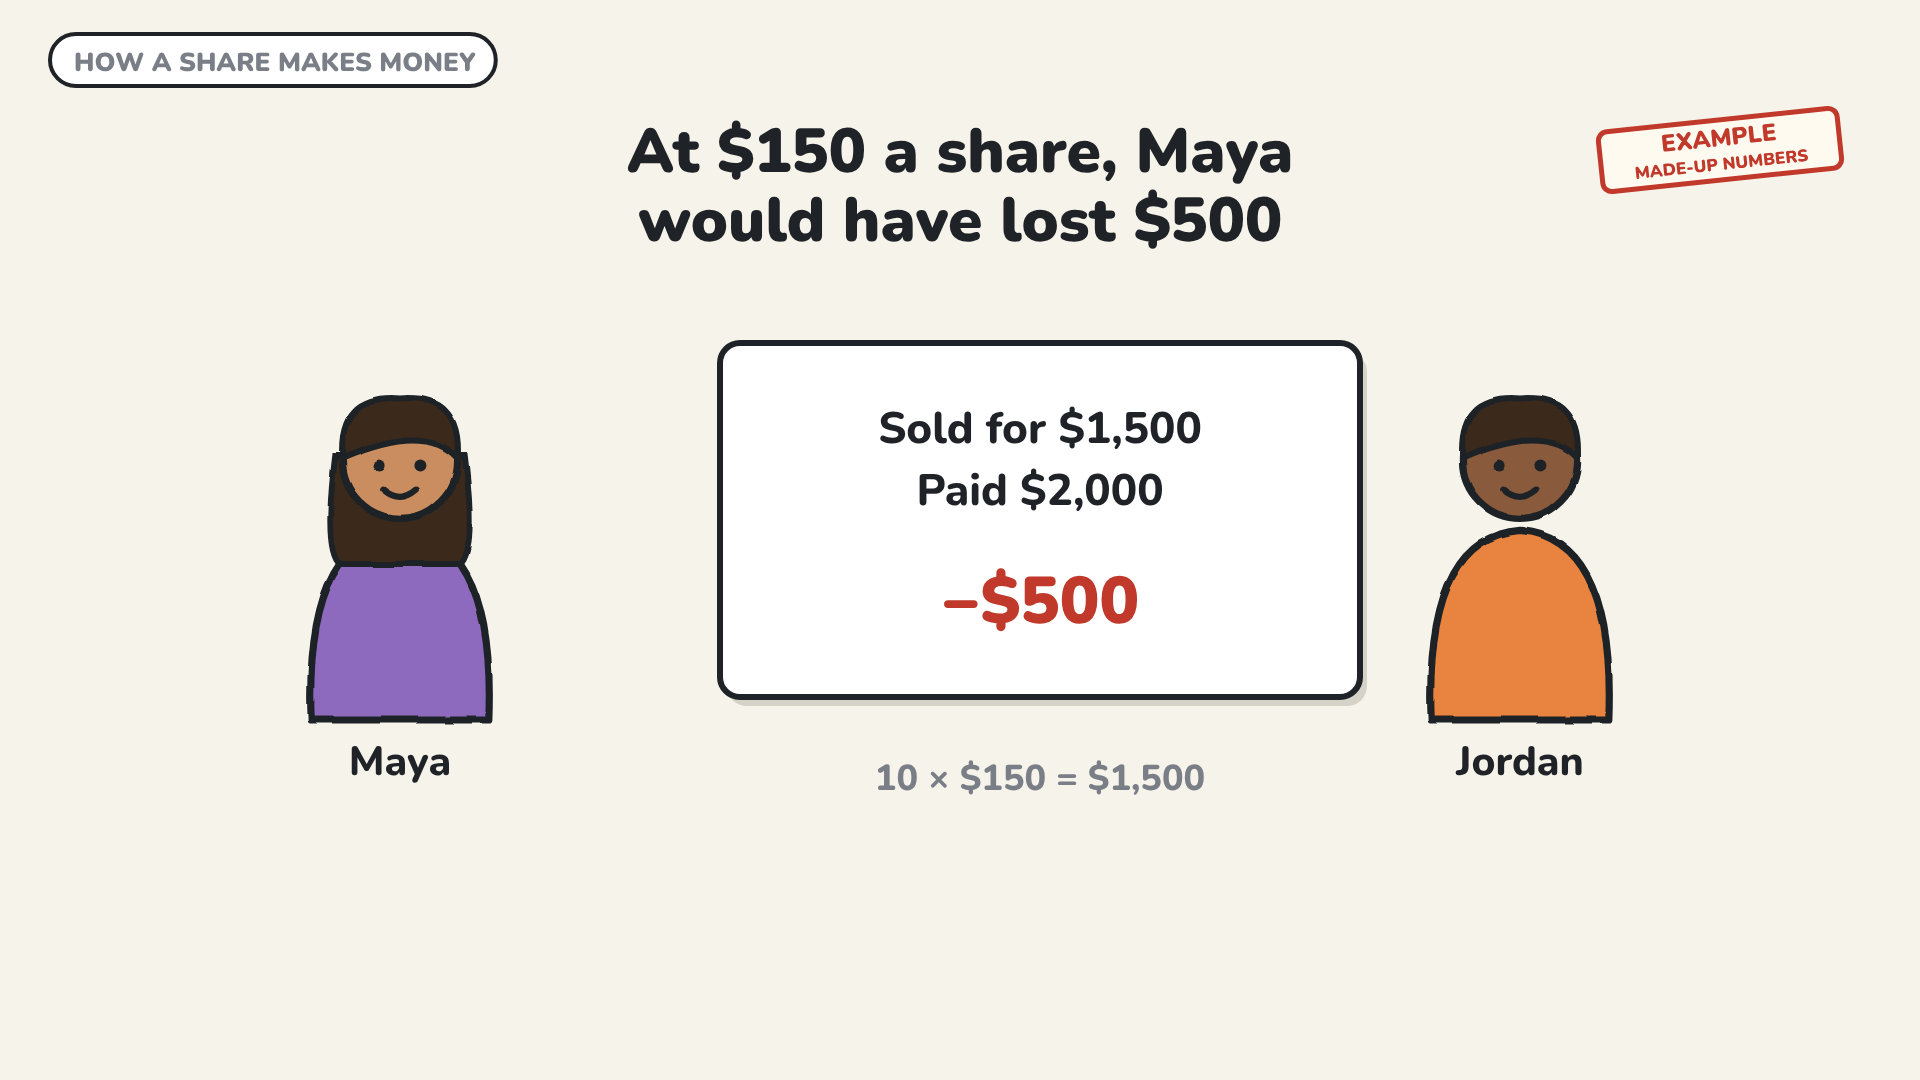 HOW A SHARE MAKES MONEY
At $150 a share, Maya
would have lost $500
EXAMPLE
MADE-UP NUMBERS
Sold for $1,500
Paid $2,000
–$500
Maya
10 × $150 = $1,500
Jordan